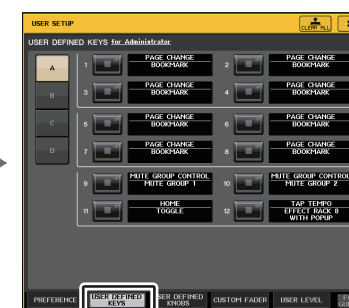 USER SETUP
CLEAR ALL
USER DEFINED KEYS for Administrator
A
1 PAGE CHANGE BOOKMARK
2 PAGE CHANGE BOOKMARK
B
3 PAGE CHANGE BOOKMARK
4 PAGE CHANGE BOOKMARK
C
5 PAGE CHANGE BOOKMARK
6 PAGE CHANGE BOOKMARK
D
7 PAGE CHANGE BOOKMARK
8 PAGE CHANGE BOOKMARK
9 MUTE GROUP CONTROL MUTE GROUP 1
10 MUTE GROUP CONTROL MUTE GROUP 2
11 HOME TOGGLE
12 TAP TEMPO EFFECT RACK 8 WITH POPUP
PREFERENCE
USER DEFINED KEYS
SER DEFINED KNOBS
CUSTOM FADER
USER LEVEL